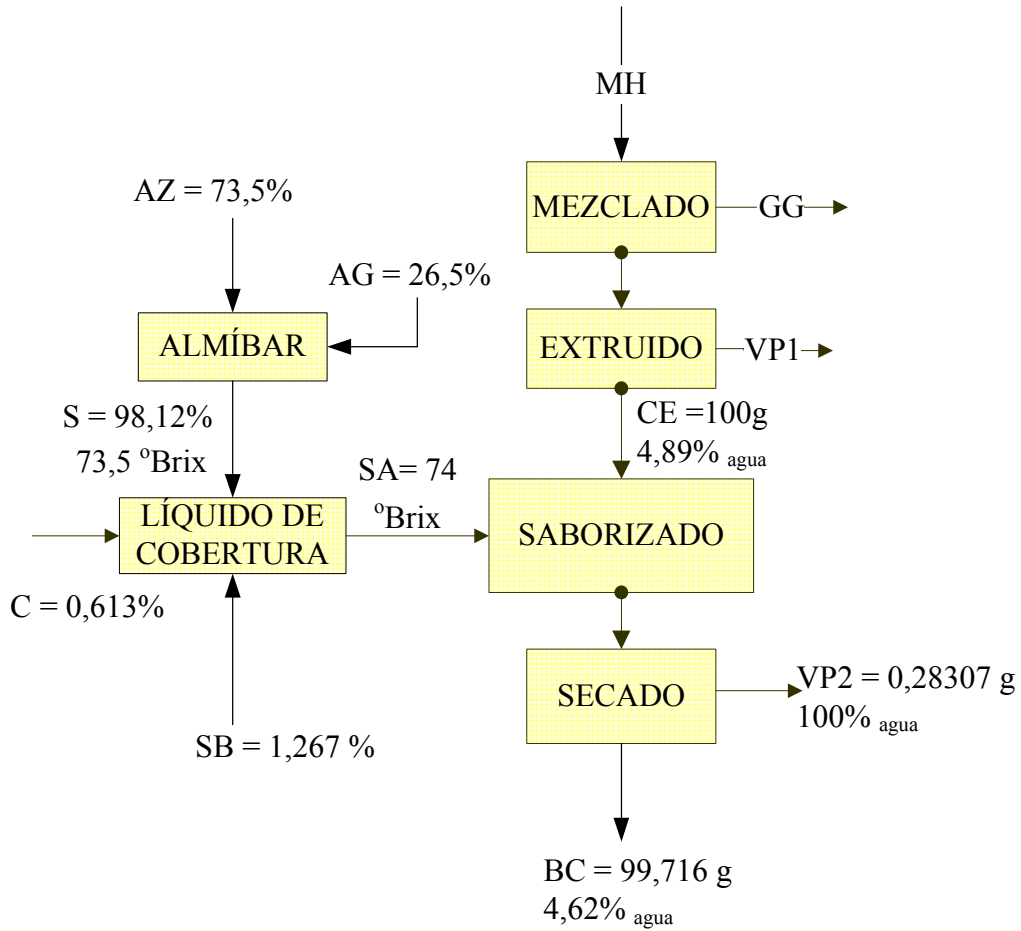 MH
MEZCLADO
GG
AZ = 73,5%
AG = 26,5%
ALMÍBAR
EXTRUIDO
VP1
S = 98,12%
73,5 ºBrix
CE =100g
4,89% agua
SA= 74
ºBrix
LÍQUIDO DE
COBERTURA
SABORIZADO
C = 0,613%
SB = 1,267 %
SECADO
VP2 = 0,28307 g
100% agua
BC = 99,716 g
4,62% agua